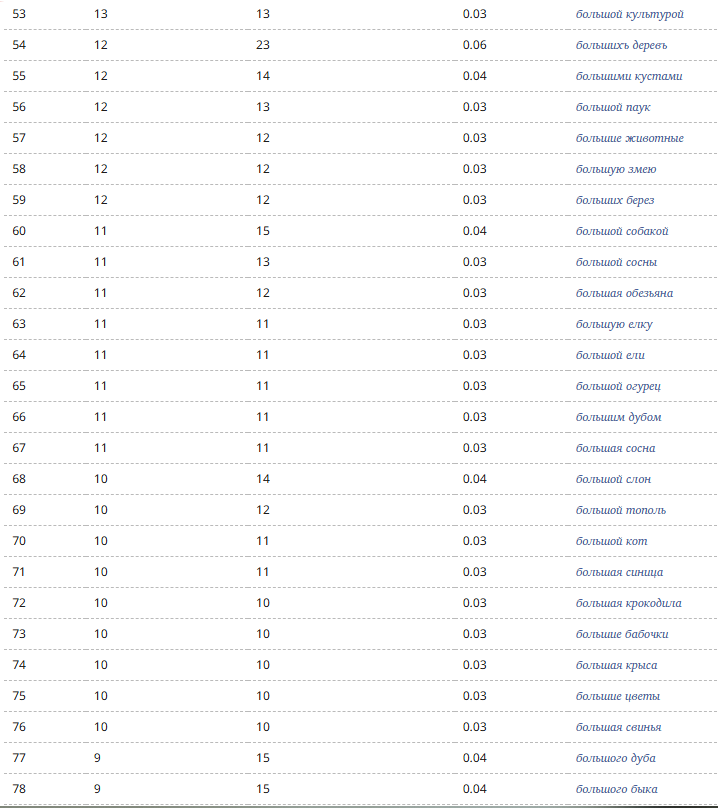 53 13 13 0.03 большой культурой
54 12 23 0.06 большихъ деревъ
55 12 14 0.04 большими кустами
56 12 13 0.03 большой паук
57 12 12 0.03 большие животные
58 12 12 0.03 большую змею
59 12 12 0.03 больших берез
60 11 15 0.04 большой собакой
61 11 13 0.03 большой сосны
62 11 12 0.03 большая обезьяна
63 11 11 0.03 большую елку
64 11 11 0.03 большой ели
65 11 11 0.03 большой огурец
66 11 11 0.03 большим дубом
67 11 11 0.03 большая сосна
68 10 14 0.04 большой слон
69 10 12 0.03 большой тополь
70 10 11 0.03 большой кот
71 10 11 0.03 большая синица
72 10 10 0.03 большая крокодила
73 10 10 0.03 большие бабочки
74 10 10 0.03 большая крыса
75 10 10 0.03 большие цветы
76 10 10 0.03 большая свинья
77 9 15 0.04 большого дуба
78 9 15 0.04 большого быка